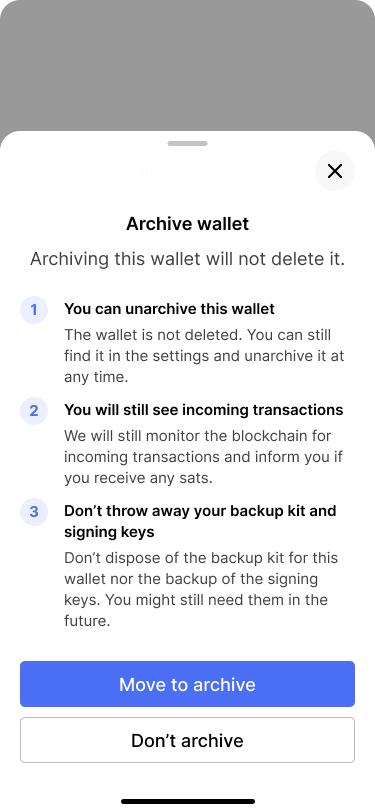 Archive wallet
Archiving this wallet will not delete it.
1
You can unarchive this wallet
The wallet is not deleted. You can still
find it in the settings and unarchive it at
any time.
2
You will still see incoming transactions
We will still monitor the blockchain for
incoming transactions and inform you if
you receive any sats.
3
Don’t throw away your backup kit and
signing keys
Don’t dispose of the backup kit for this
wallet nor the backup of the signing
keys. You might still need them in the
future.
Move to archive
Don’t archive